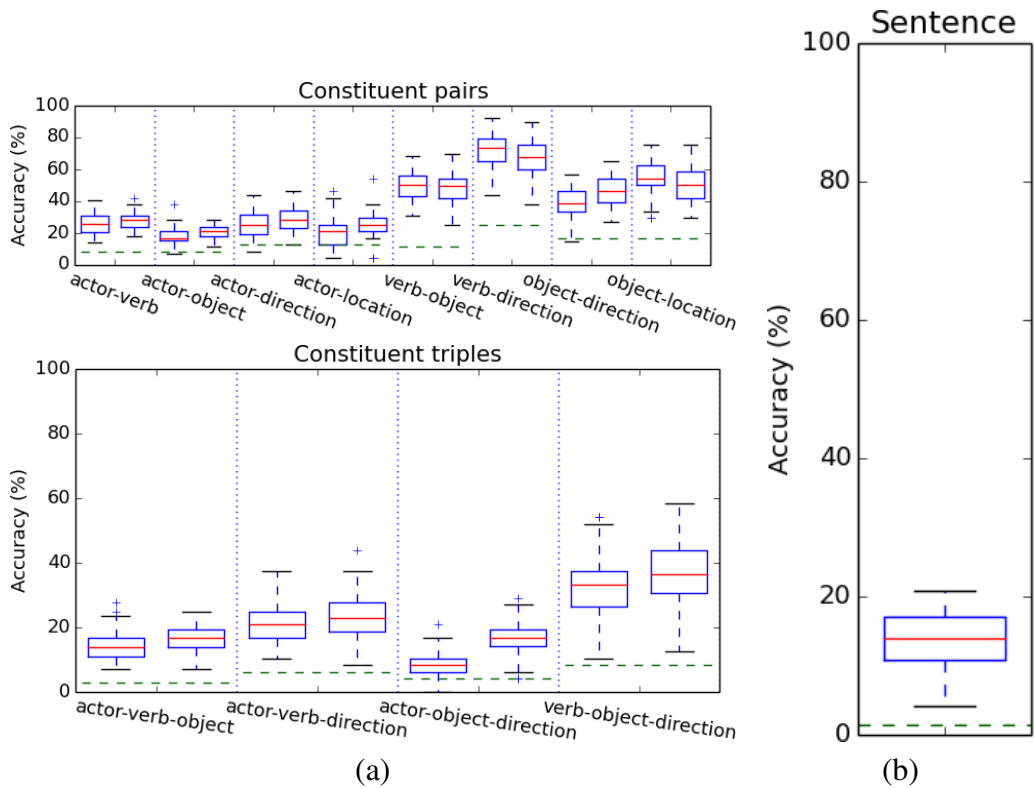 Constituent pairs
Accuracy (%)
100
80
60
40
20
0
actor-verb
actor-object
actor-direction
actor-location
verb-object
verb-direction
object-direction
object-location
Constituent triples
Accuracy (%)
100
80
60
40
20
0
actor-verb-object
actor-verb-direction
actor-object-direction
verb-object-direction
(a)
Sentence
Accuracy (%)
100
80
60
40
20
0
(b)